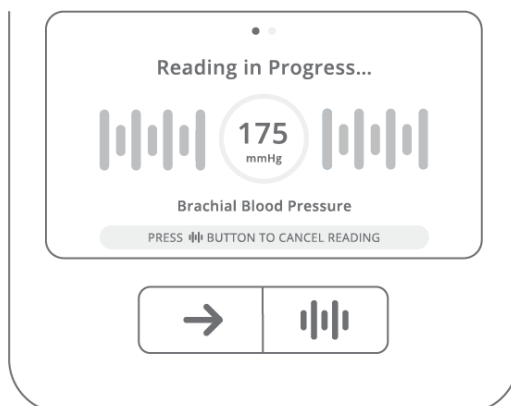 Reading in Progress...
175
mmHg
Brachial Blood Pressure
PRESS BUTTON TO CANCEL READING